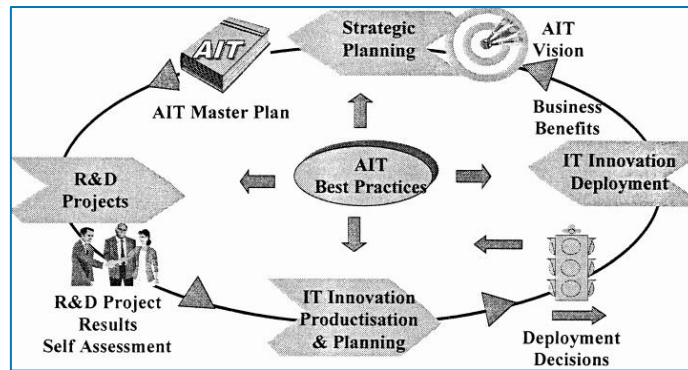 Strategic
Planning
AIT
Vision
AIT
AIT Master Plan
Business
Benefits
R&D
Projects
AIT
Best Practices
IT Innovation
Deployment
R&D Project
Results
Self Assessment
IT Innovation
Productisation
& Planning
Deployment
Decisions